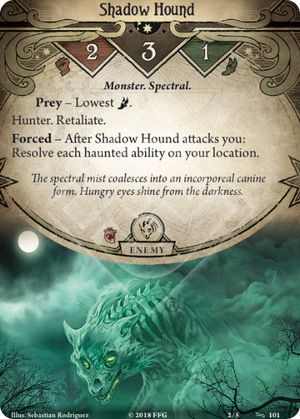 Shadow Hound
2 3 1
Monster. Spectral.
Prey – Lowest
Hunter. Retaliate.
Forced – After Shadow Hound attacks you:
Resolve each haunted ability on your location.
The spectral mist coalesces into an incorporeal canine
form. Hungry eyes shine from the darkness.
ENEMY
Illus. Sebastian Rodriguez © 2018 FFG 2/5 101